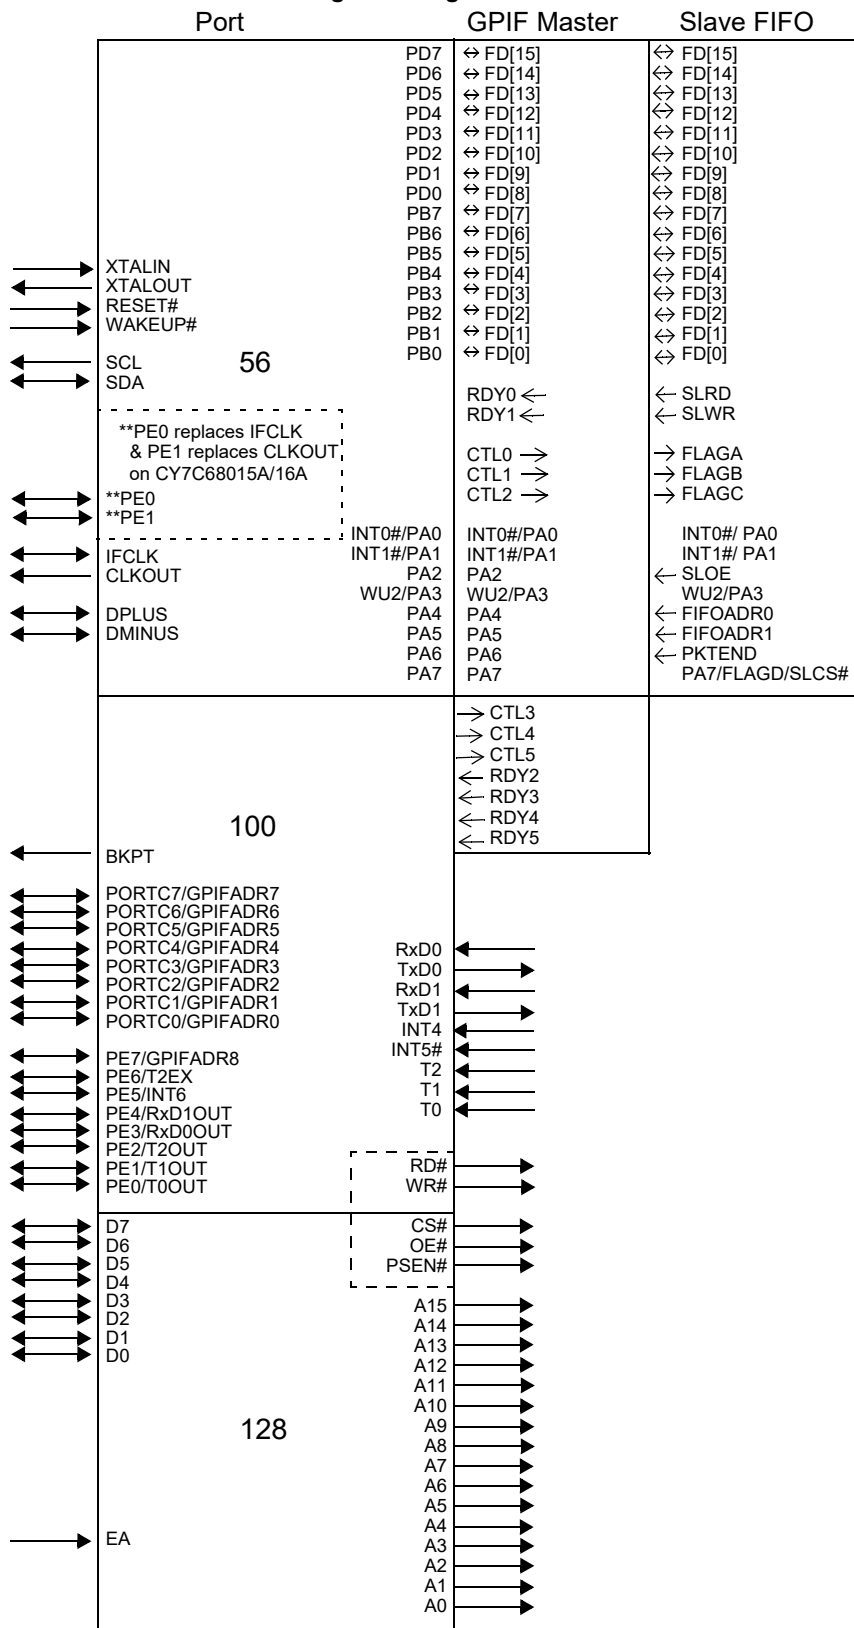 Port GPIF Master Slave FIFO
PD7 FD[15] FD[15]
PD6 FD[14] FD[14]
PD5 FD[13] FD[13]
PD4 FD[12] FD[12]
PD3 FD[11] FD[11]
PD2 FD[10] FD[10]
PD1 FD[9] FD[9]
PD0 FD[8] FD[8]
PB7 FD[7] FD[7]
PB6 FD[6] FD[6]
PB5 FD[5] FD[5]
XTALIN PB4 FD[4] FD[4]
XTALOUT PB3 FD[3] FD[3]
RESET# PB2 FD[2] FD[2]
WAKEUP# PB1 FD[1] FD[1]
SCL 56 PB0 FD[0] FD[0]
SDA
RDY0 SLRD
RDY1 SLWR
**PE0 replaces IFCLK
& PE1 replaces CLKOUT
on CY7C68015A/16A
CTL0 FLAGA
CTL1 FLAGB
**PE0 CTL2 FLAGC
**PE1
INT0#/PA0 INT0#/PA0 INT0#/ PA0
IFCLK INT1#/PA1 INT1#/PA1 INT1#/ PA1
CLKOUT PA2 PA2 SLOE
WU2/PA3 WU2/PA3 WU2/PA3
DPLUS PA4 PA4 FIFOADR0
DMINUS PA5 PA5 FIFOADR1
PA6 PA6 PKTEND
PA7 PA7 PA7/FLAGD/SLCS#
CTL3
CTL4
CTL5
RDY2
RDY3
100 RDY4
RDY5
BKPT
PORTC7/GPIFADR7
PORTC6/GPIFADR6
PORTC5/GPIFADR5
PORTC4/GPIFADR4 RxD0
PORTC3/GPIFADR3 TxD0
PORTC2/GPIFADR2 RxD1
PORTC1/GPIFADR1 TxD1
PORTC0/GPIFADR0 INT4
INT5#
PE7/GPIFADR8 T2
PE6/T2EX T1
PE5/INT6 T0
PE4/RxD1OUT
PE3/RxD0OUT
PE2/T2OUT
PE1/T1OUT RD#
PE0/T0OUT WR#
D7 CS#
D6 OE#
D5 PSEN#
D4
D3 A15
D2 A14
D1 A13
D0 A12
A11
A10
128 A9
A8
A7
A6
A5
A4
EA A3
A2
A1
A0